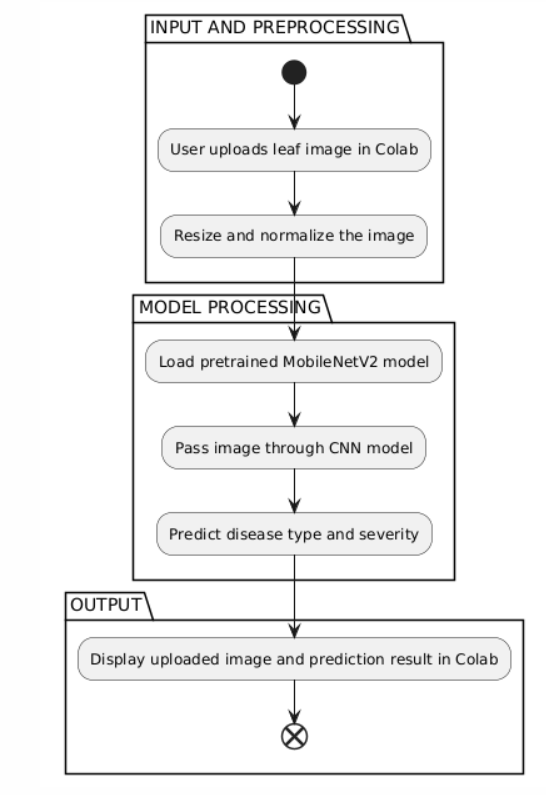 INPUT AND PREPROCESSING
User uploads leaf image in Colab
Resize and normalize the image
MODEL PROCESSING
Load pretrained MobileNetV2 model
Pass image through CNN model
Predict disease type and severity
OUTPUT
Display uploaded image and prediction result in Colab